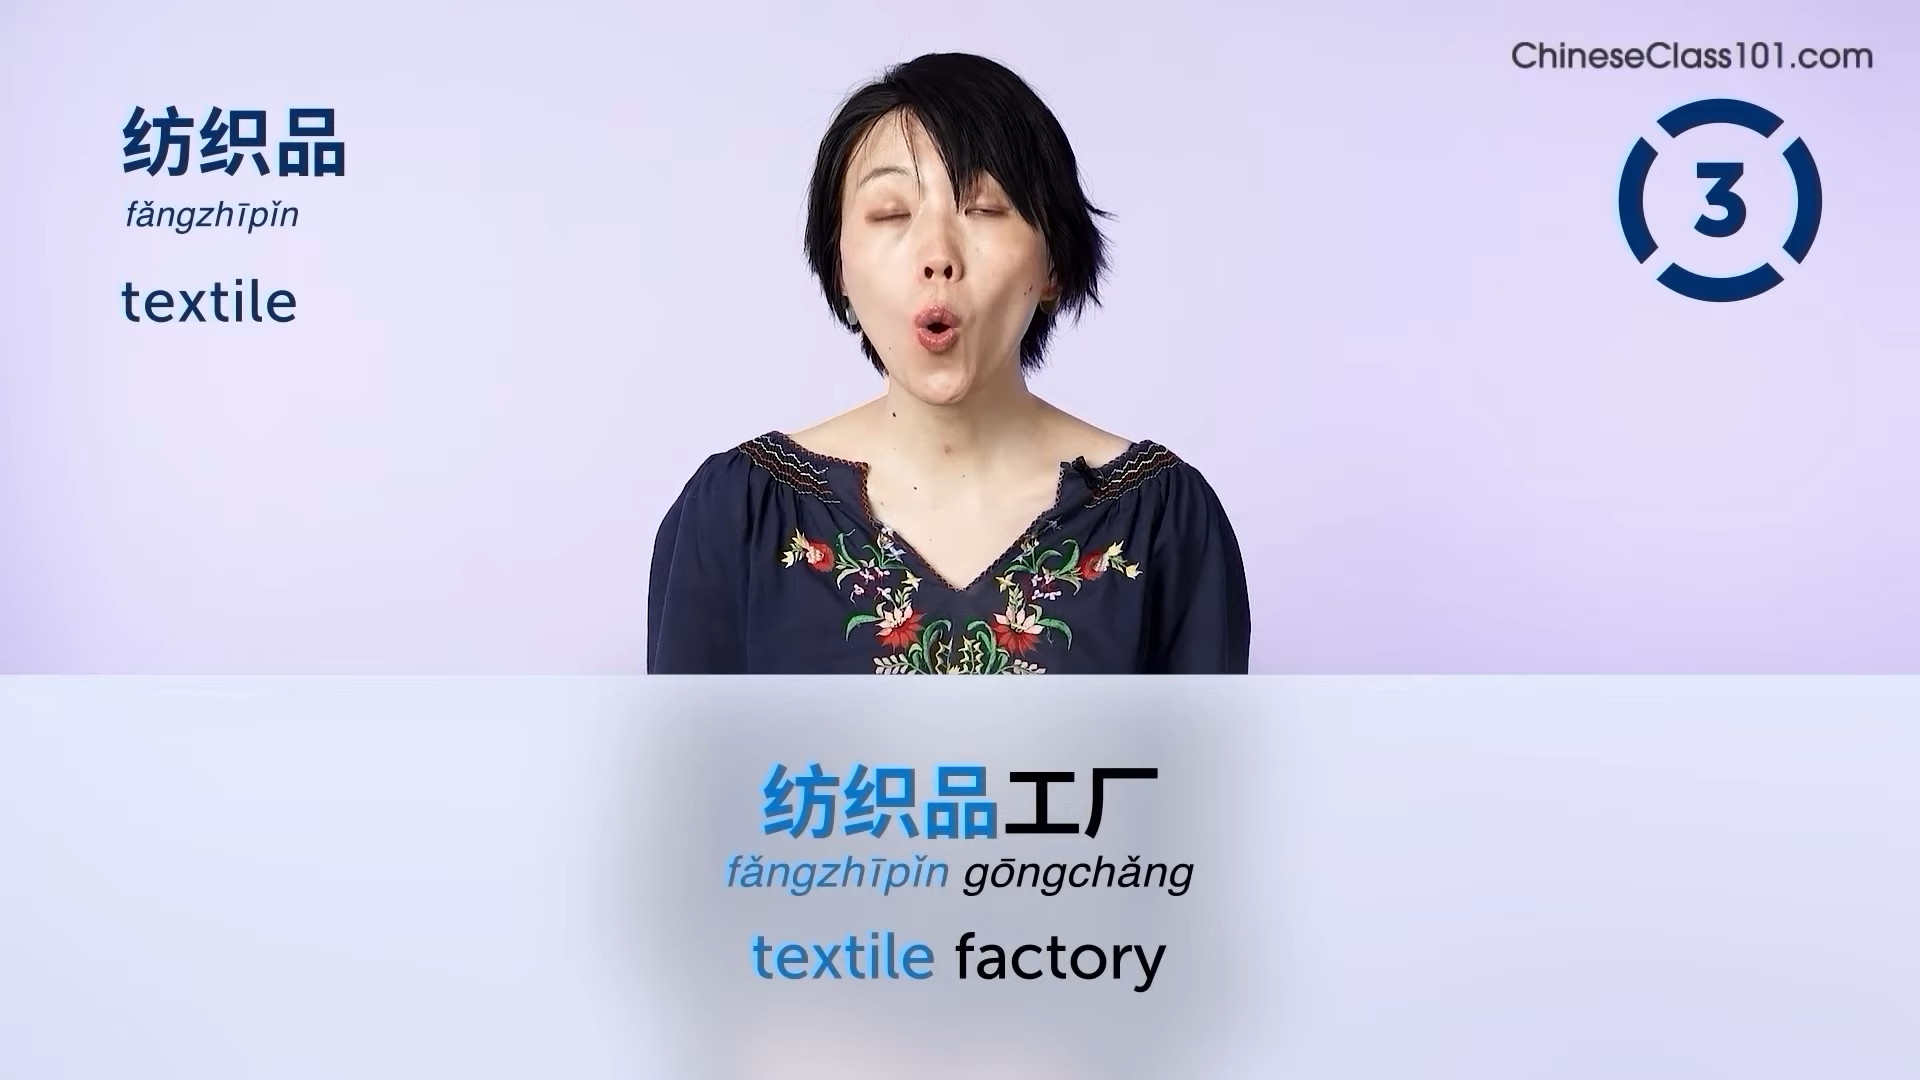 ChineseClass101.com
纺织品
fǎngzhīpǐn
textile
3
纺织品工厂
fǎngzhīpǐn gōngchǎng
textile factory